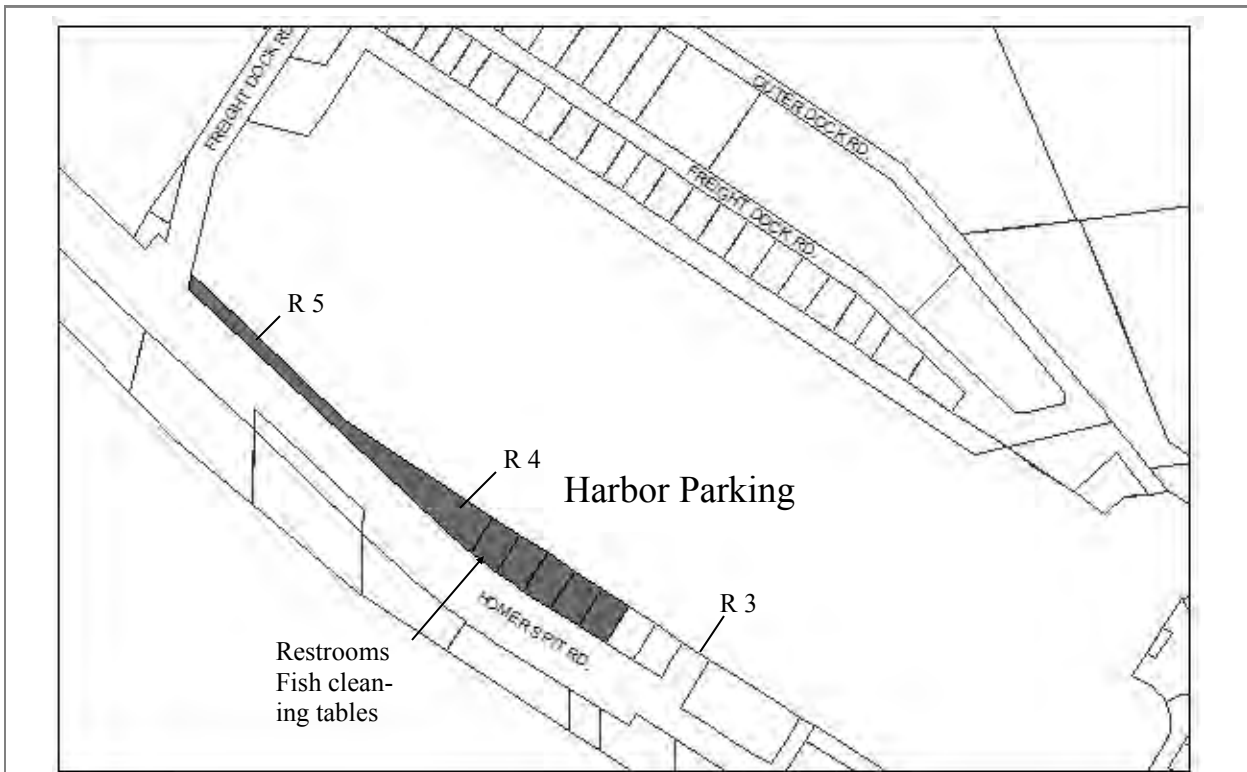 FREIGHT DOCK RD.
OUTER DOCK RD.
FREIGHT DOCK RD.
R 5
R 4
Harbor Parking
R 3
HOMER SPIT RD.
Restrooms
Fish clean-
ing tables